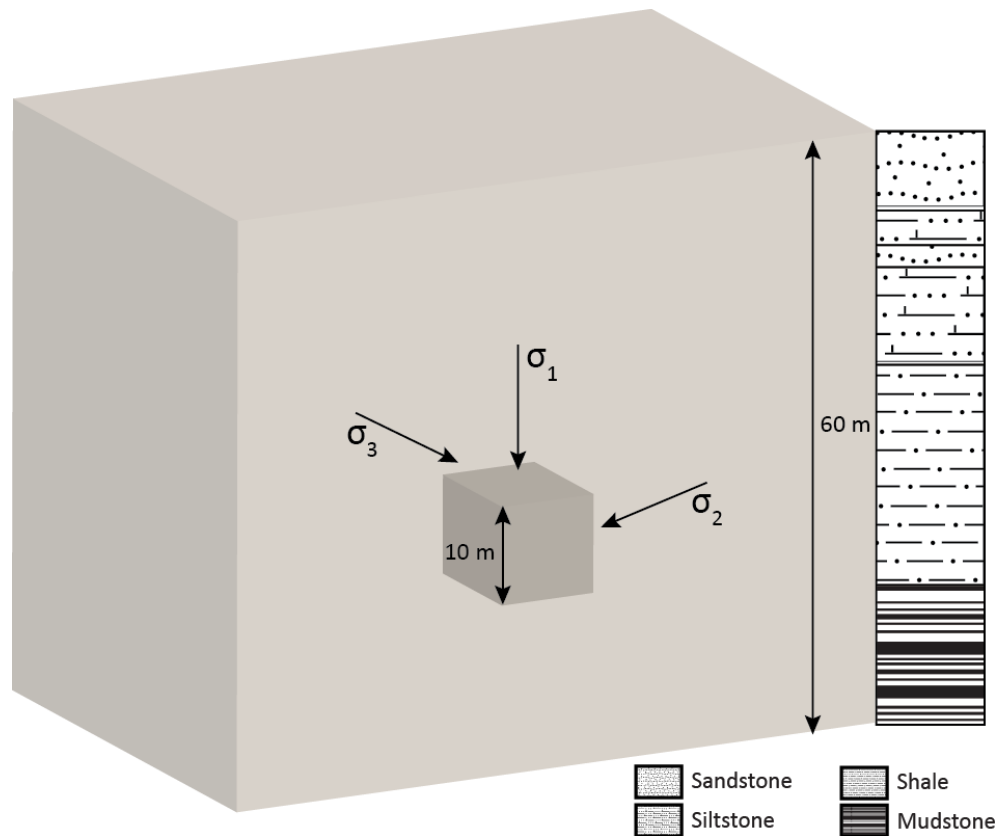 σ1
σ3
60 m
σ2
10 m
Sandstone
Shale
Siltstone
Mudstone